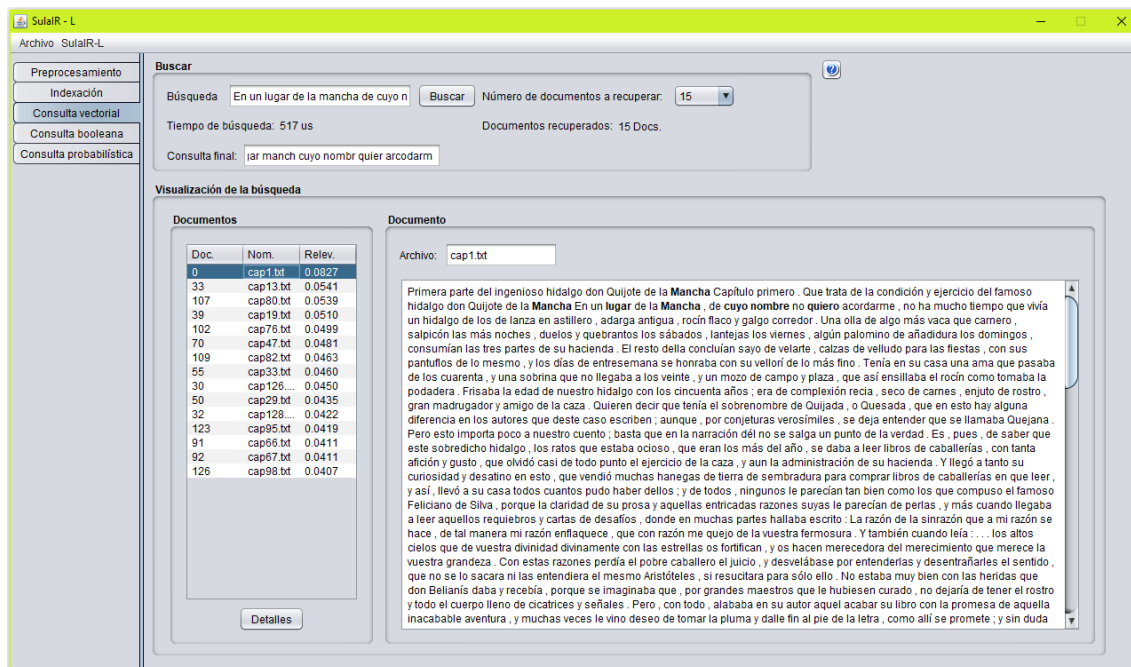 SulaIR - L
Archivo SulaIR-L
Preprocesamiento
Indexación
Consulta vectorial
Consulta booleana
Consulta probabilística
Buscar
Búsqueda En un lugar de la mancha de cuyo n Buscar Número de documentos a recuperar: 15
Tiempo de búsqueda: 517 us Documentos recuperados: 15 Docs.
Consulta final: jar manch cuyo nombr quier arcodarm
Visualización de la búsqueda
Documentos
Doc. Nom. Relev.
0 cap1.txt 0.0827
33 cap13.txt 0.0541
107 cap80.txt 0.0539
39 cap19.txt 0.0510
102 cap76.txt 0.0499
70 cap47.txt 0.0481
109 cap82.txt 0.0463
55 cap33.txt 0.0460
30 cap126.... 0.0450
50 cap29.txt 0.0435
32 cap128.... 0.0422
123 cap95.txt 0.0419
91 cap66.txt 0.0411
92 cap67.txt 0.0411
126 cap98.txt 0.0407
Detalles
Documento
Archivo: cap1.txt
Primera parte del ingenioso hidalgo don Quijote de la Mancha Capítulo primero . Que trata de la condición y ejercicio del famoso
hidalgo don Quijote de la Mancha En un lugar de la Mancha , de cuyo nombre no quiero acordarme , no ha mucho tiempo que vivía
un hidalgo de los de lanza en astillero , adarga antigua , rocín flaco y galgo corredor . Una olla de algo más vaca que carnero ,
salpicón las más noches , duelos y quebrantos los sábados , lantejas los viernes , algún palomino de añadidura los domingos ,
consumían las tres partes de su hacienda . El resto della concluían sayo de velarte , calzas de velludo para las fiestas , con sus
pantuflos de lo mesmo , y los días de entresemana se honraba con su vellorí de lo más fino . Tenía en su casa una ama que pasaba
de los cuarenta , y una sobrina que no llegaba a los veinte , y un mozo de campo y plaza , que así ensillaba el rocín como tomaba la
podadera . Frisaba la edad de nuestro hidalgo con los cincuenta años ; era de complexión recia , seco de carnes , enjuto de rostro ,
gran madrugador y amigo de la caza . Quieren decir que tenía el sobrenombre de Quijada , o Quesada , que en esto hay alguna
diferencia en los autores que deste caso escriben ; aunque , por conjeturas verosímiles , se deja entender que se llamaba Quejana .
Pero esto importa poco a nuestro cuento ; basta que en la narración dél no se salga un punto de la verdad . Es , pues , de saber que
este sobredicho hidalgo , los ratos que estaba ocioso , que eran los más del año , se daba a leer libros de caballerías , con tanta
afición y gusto , que olvidó casi de todo punto el ejercicio de la caza , y aun la administración de su hacienda . Y llegó a tanto su
curiosidad y desatino en esto , que vendió muchas hanegas de tierra de sembradura para comprar libros de caballerías en que leer ,
y así , llevó a su casa todos cuantos pudo haber dellos ; y de todos , ningunos le parecían tan bien como los que compuso el famoso
Feliciano de Silva , porque la claridad de su prosa y aquellas entricadas razones suyas le parecían de perlas , y más cuando llegaba
a leer aquellos requiebros y cartas de desafíos , donde en muchas partes hallaba escrito : La razón de la sinrazón que a mi razón se
hace , de tal manera mi razón enflaquece , que con razón me quejo de la vuestra fermosura . Y también cuando leía : . . . los altos
cielos que de vuestra divinidad divinamente con las estrellas os fortifican , y os hacen merecedora del merecimiento que merece la
vuestra grandeza . Con estas razones perdía el pobre caballero el juicio , y desvelábase por entenderlas y desentrañarles el sentido ,
que no se lo sacara ni las entendiera el mesmo Aristóteles , si resucitara para sólo ello . No estaba muy bien con las heridas que
don Belianís daba y recebía , porque se imaginaba que , por grandes maestros que le hubiesen curado , no dejaría de tener el rostro
y todo el cuerpo lleno de cicatrices y señales . Pero , con todo , alababa en su autor aquel acabar su libro con la promesa de aquella
inacabable aventura , y muchas veces le vino deseo de tomar la pluma y dalle fin al pie de la letra , como allí se promete ; y sin duda